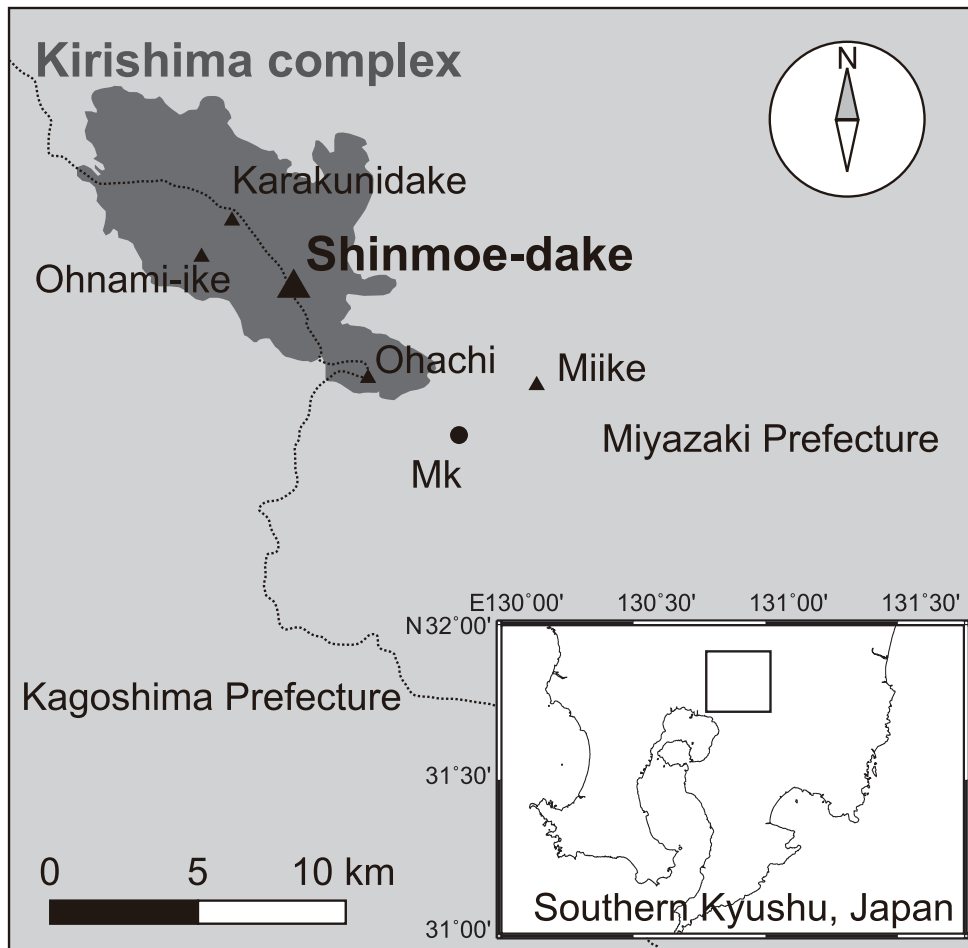 Kirishima complex
N
Karakunidake
Shinmoe-dake
Ohnami-ike
Ohachi
Miike
Miyazaki Prefecture
Mk
E130°00' 130°30' 131°00' 131°30'
N 32°00'
Kagoshima Prefecture
31°30'
0 5 10 km
Southern Kyushu, Japan
31°00'